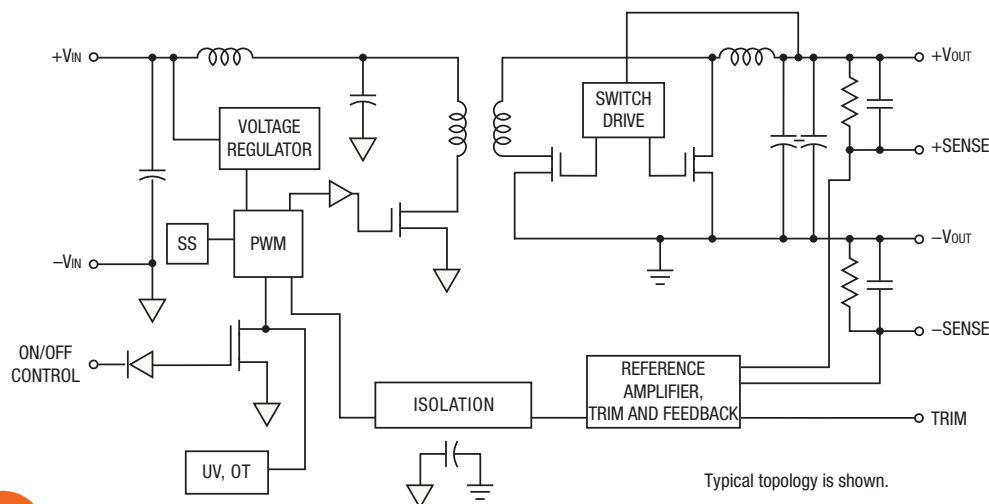 +VIN
+VOUT
SWITCH
DRIVE
VOLTAGE
REGULATOR
+SENSE
SS
PWM
−VOUT
−VIN
−SENSE
ON/OFF
CONTROL
REFERENCE
AMPLIFIER,
TRIM AND FEEDBACK
ISOLATION
TRIM
UV, OT
Typical topology is shown.